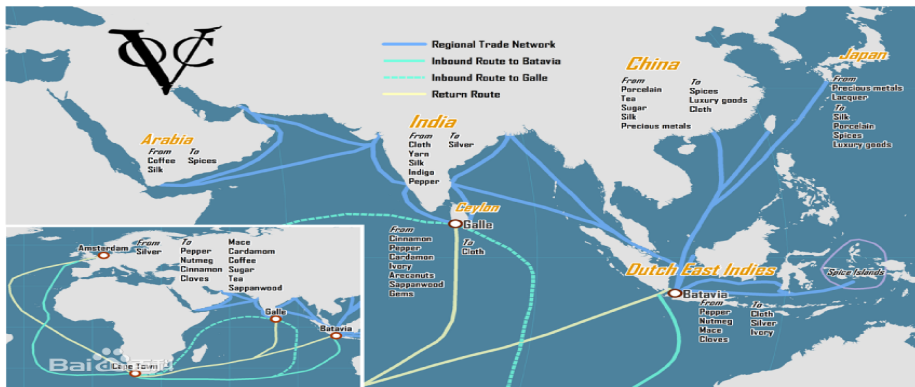 VOC
Regional Trade Network
Inbound Route to Batavia
Inbound Route to Galle
Return Route
China
From
Porcelain
Tea
Sugar
Silk
Precious metals
To
Spices
Luxury goods
Cloth
Japan
From
Precious metals
Lacquer
To
Silk
Porcelain
Spices
Luxury goods
India
From
Cloth
Yarn
Silk
Indigo
Pepper
To
Silver
Arabia
From
Coffee
Silk
To
Spices
Ceylon
Galle
From
Cinnamon
Pepper
Cardamon
Ivory
Arecanuts
Sappanwood
Gems
To
Cloth
Dutch East Indies
Spice Islands
Batavia
From
Pepper
Nutmeg
Mace
Cloves
To
Cloth
Silver
Ivory
Amsterdam
From
Silver
To
Pepper
Nutmeg
Cinnamon
Cloves
Mace
Cardamom
Coffee
Sugar
Tea
Sappanwood
Galle
Batavia
Cape Town
Bai